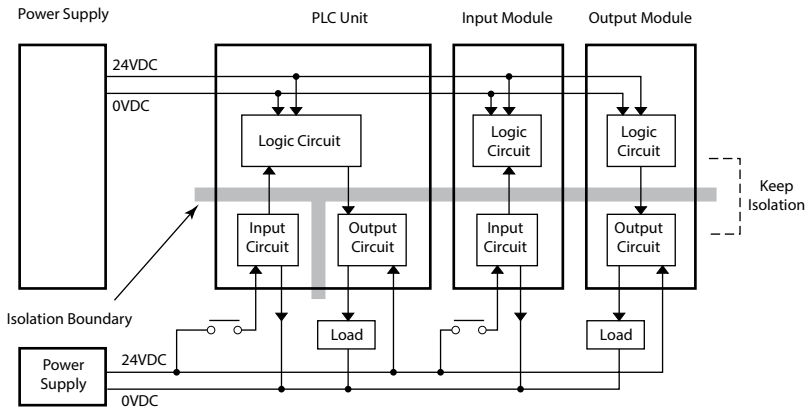 Power Supply
PLC Unit
Input Module
Output Module
24VDC
0VDC
Logic Circuit
Logic
Circuit
Logic
Circuit
Keep
Isolation
Input
Circuit
Output
Circuit
Input
Circuit
Output
Circuit
Isolation Boundary
Load
Load
Power
Supply
24VDC
0VDC